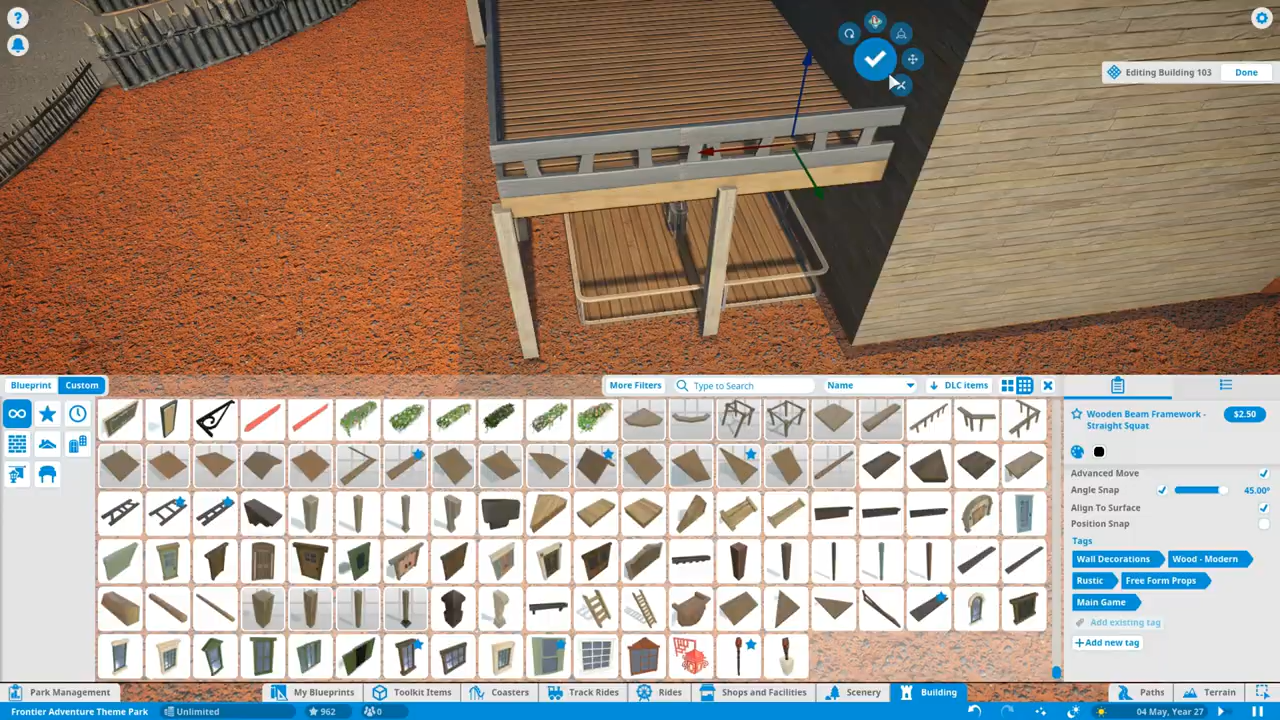 ?
Editing Building 103
Done
Blueprint
Custom
More Filters
Type to Search
Name
DLC items
Wooden Beam Framework -
Straight Squat
$2.50
Advanced Move
Angle Snap
45.00°
Align To Surface
Position Snap
Tags
Wall Decorations
Wood - Modern
Rustic
Free Form Props
Main Game
Add existing tag
+Add new tag
Park Management
My Blueprints
Toolkit Items
Coasters
Track Rides
Rides
Shops and Facilities
Scenery
Building
Paths
Terrain
Frontier Adventure Theme Park
Unlimited
962
0
04 May, Year 27